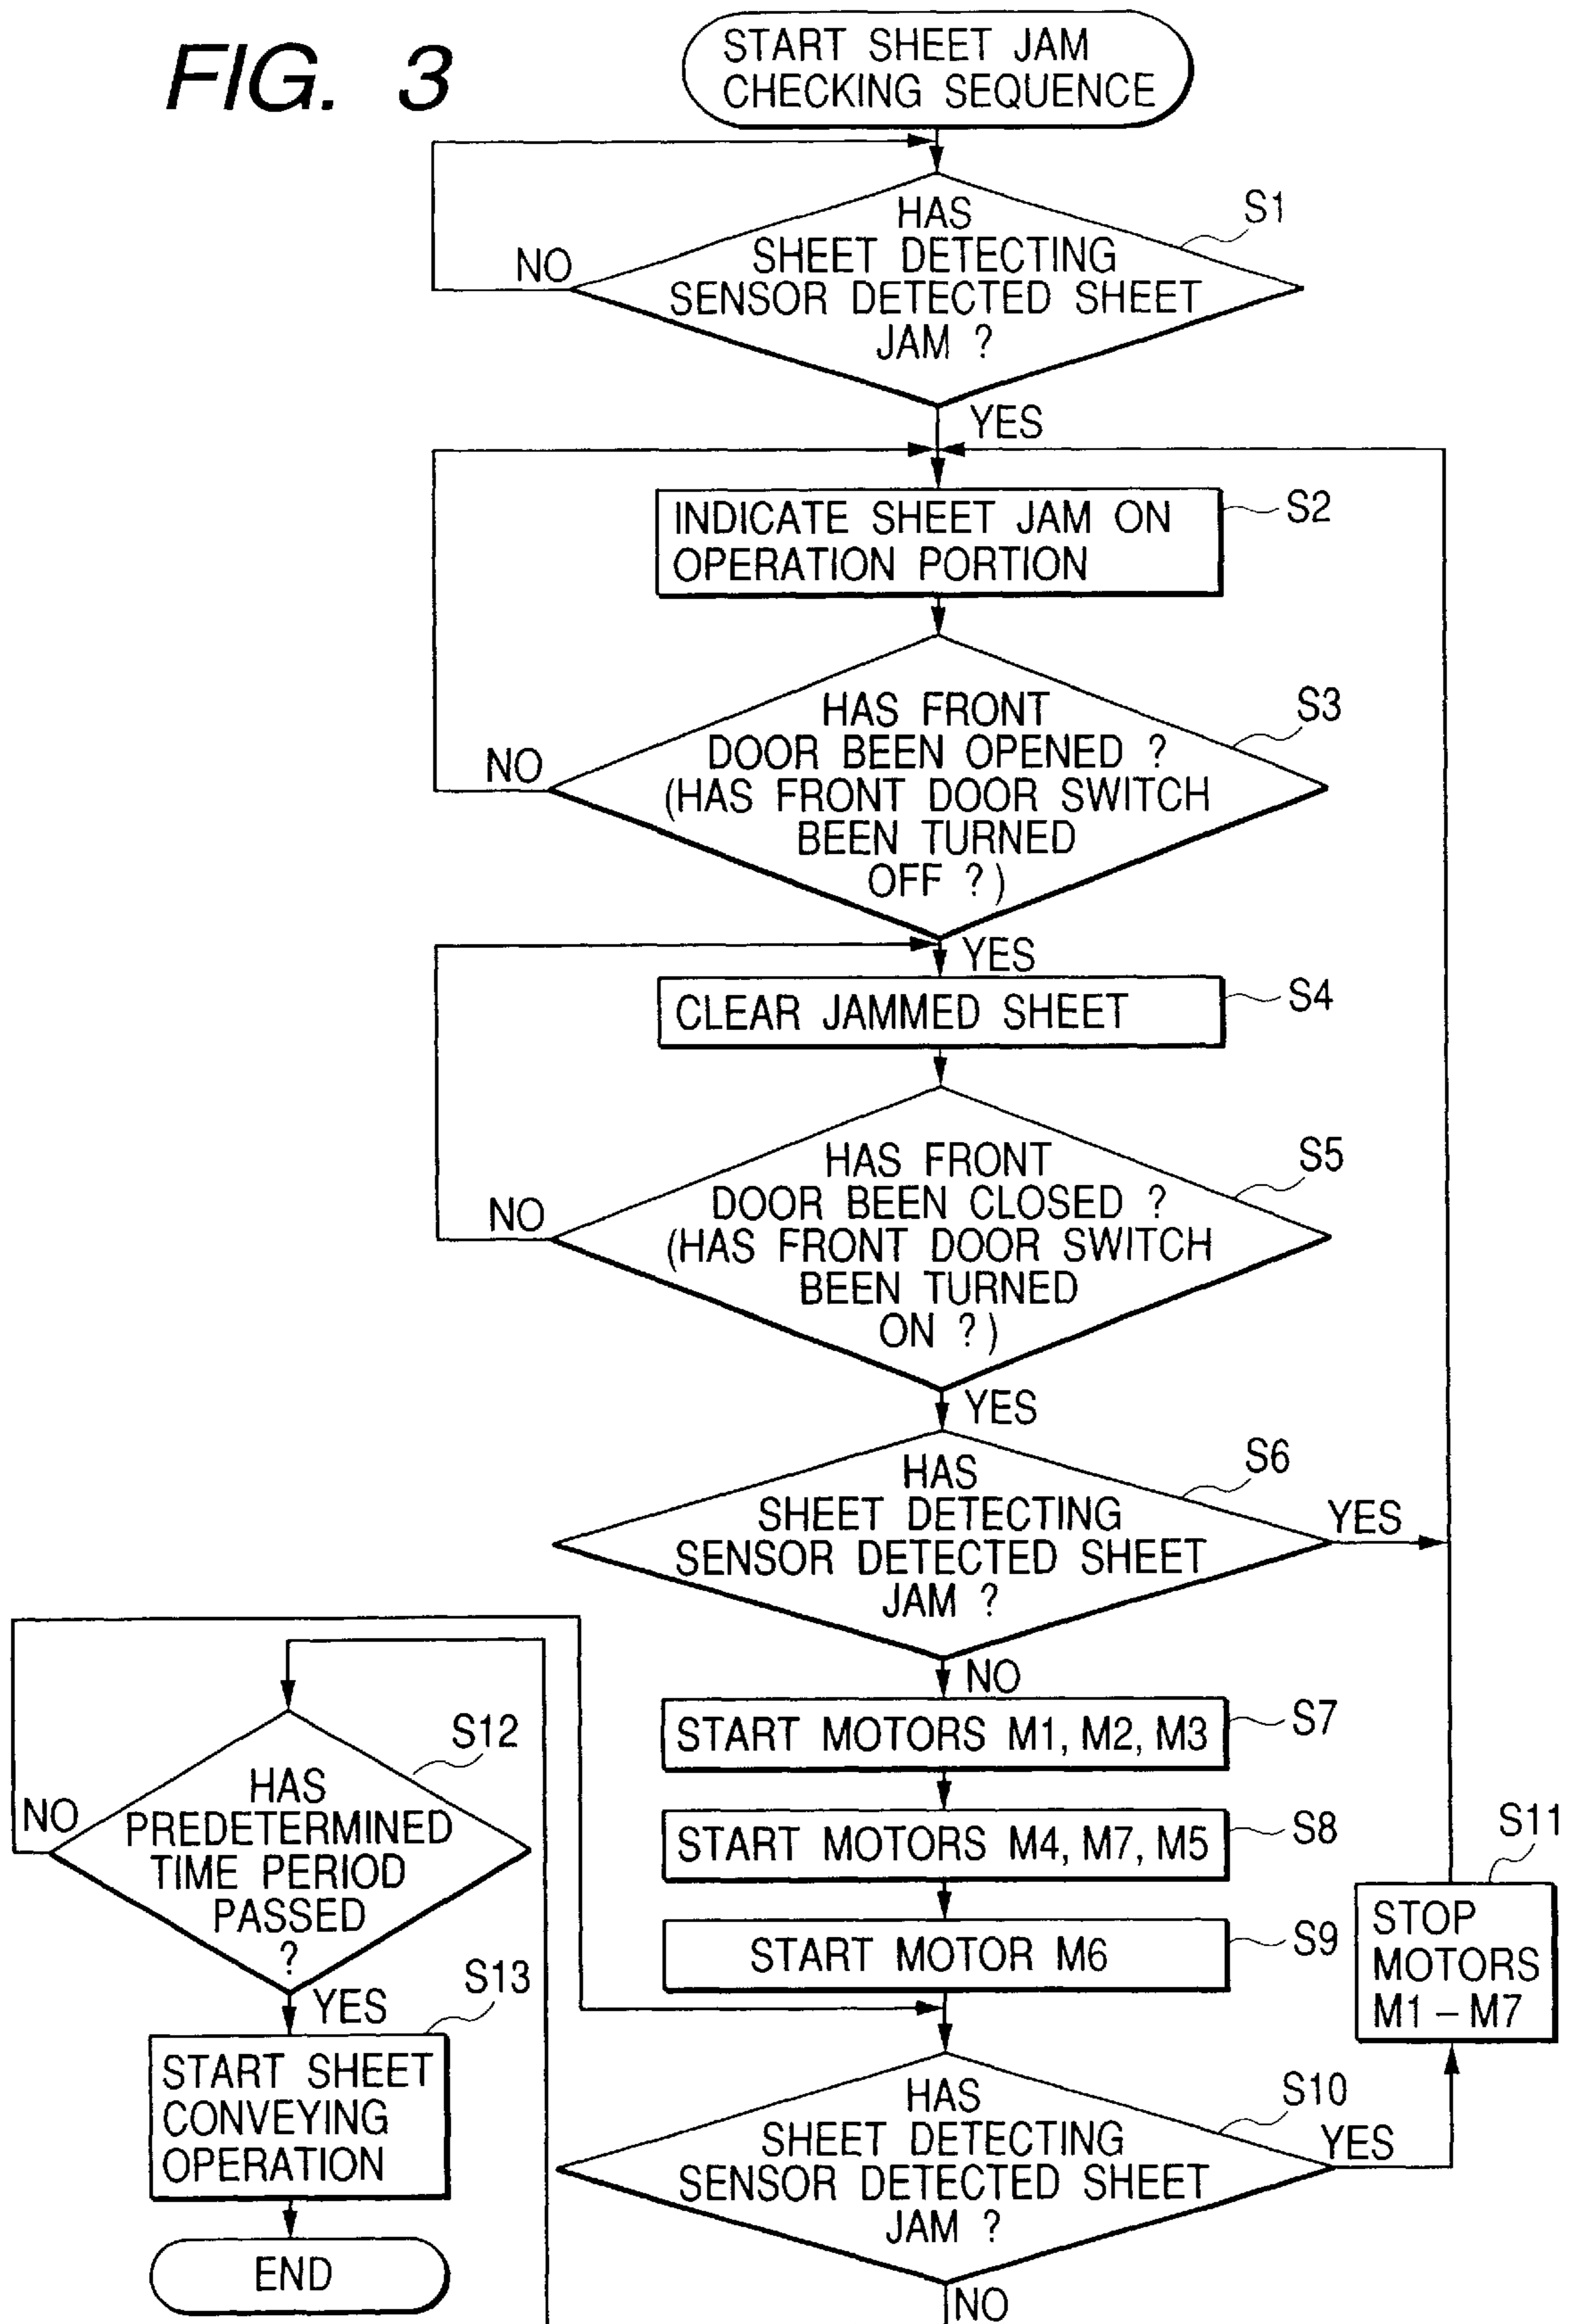 FIG. 3
START SHEET JAM
CHECKING SEQUENCE
S1
HAS
SHEET DETECTING
SENSOR DETECTED SHEET
JAM ?
NO
YES
S2
INDICATE SHEET JAM ON
OPERATION PORTION
S3
HAS FRONT
DOOR BEEN OPENED ?
(HAS FRONT DOOR SWITCH
BEEN TURNED
OFF ?)
NO
YES
CLEAR JAMMED SHEET
S4
S5
HAS FRONT
DOOR BEEN CLOSED ?
(HAS FRONT DOOR SWITCH
BEEN TURNED
ON ?)
NO
YES
S6
HAS
SHEET DETECTING
SENSOR DETECTED SHEET
JAM ?
YES
NO
START MOTORS M1, M2, M3
S7
START MOTORS M4, M7, M5
S8
START MOTOR M6
S9
HAS
SHEET DETECTING
SENSOR DETECTED SHEET
JAM ?
S10
YES
NO
S11
STOP
MOTORS
M1 – M7
S12
HAS
PREDETERMINED
TIME PERIOD
PASSED
?
NO
YES
S13
START SHEET
CONVEYING
OPERATION
END